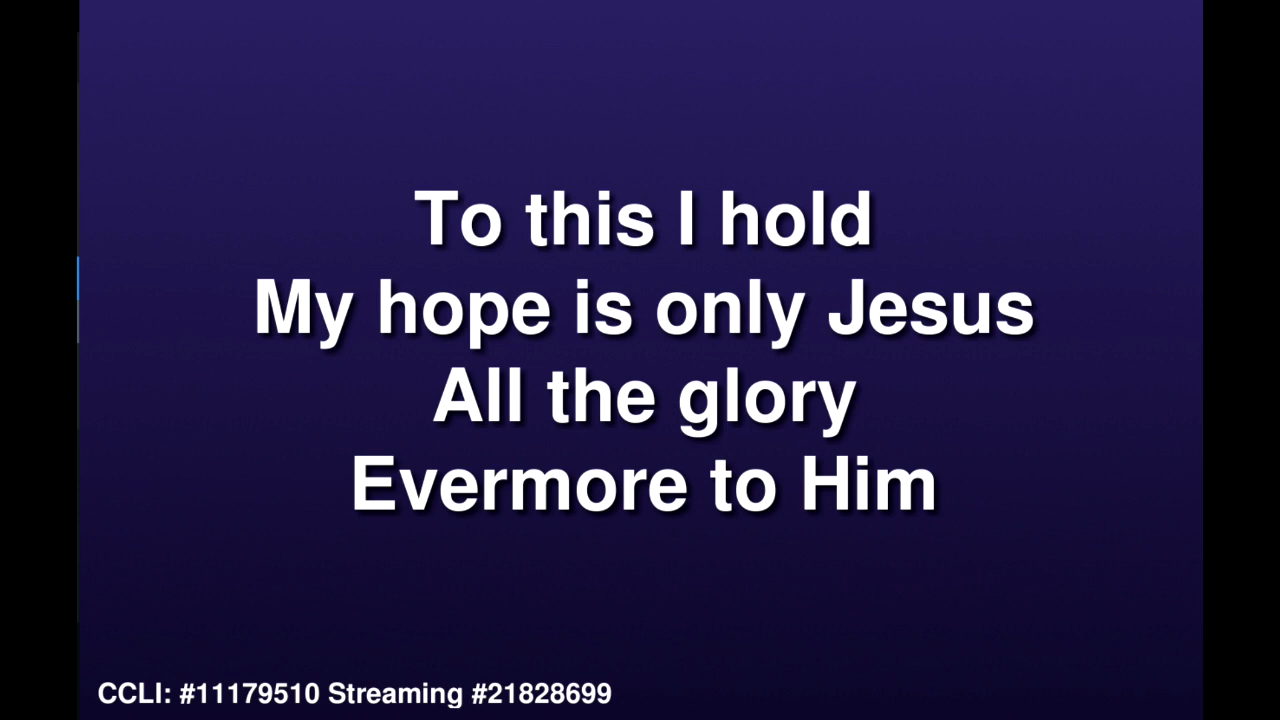 To this I hold
My hope is only Jesus
All the glory
Evermore to Him
CCLI: #11179510 Streaming #21828699